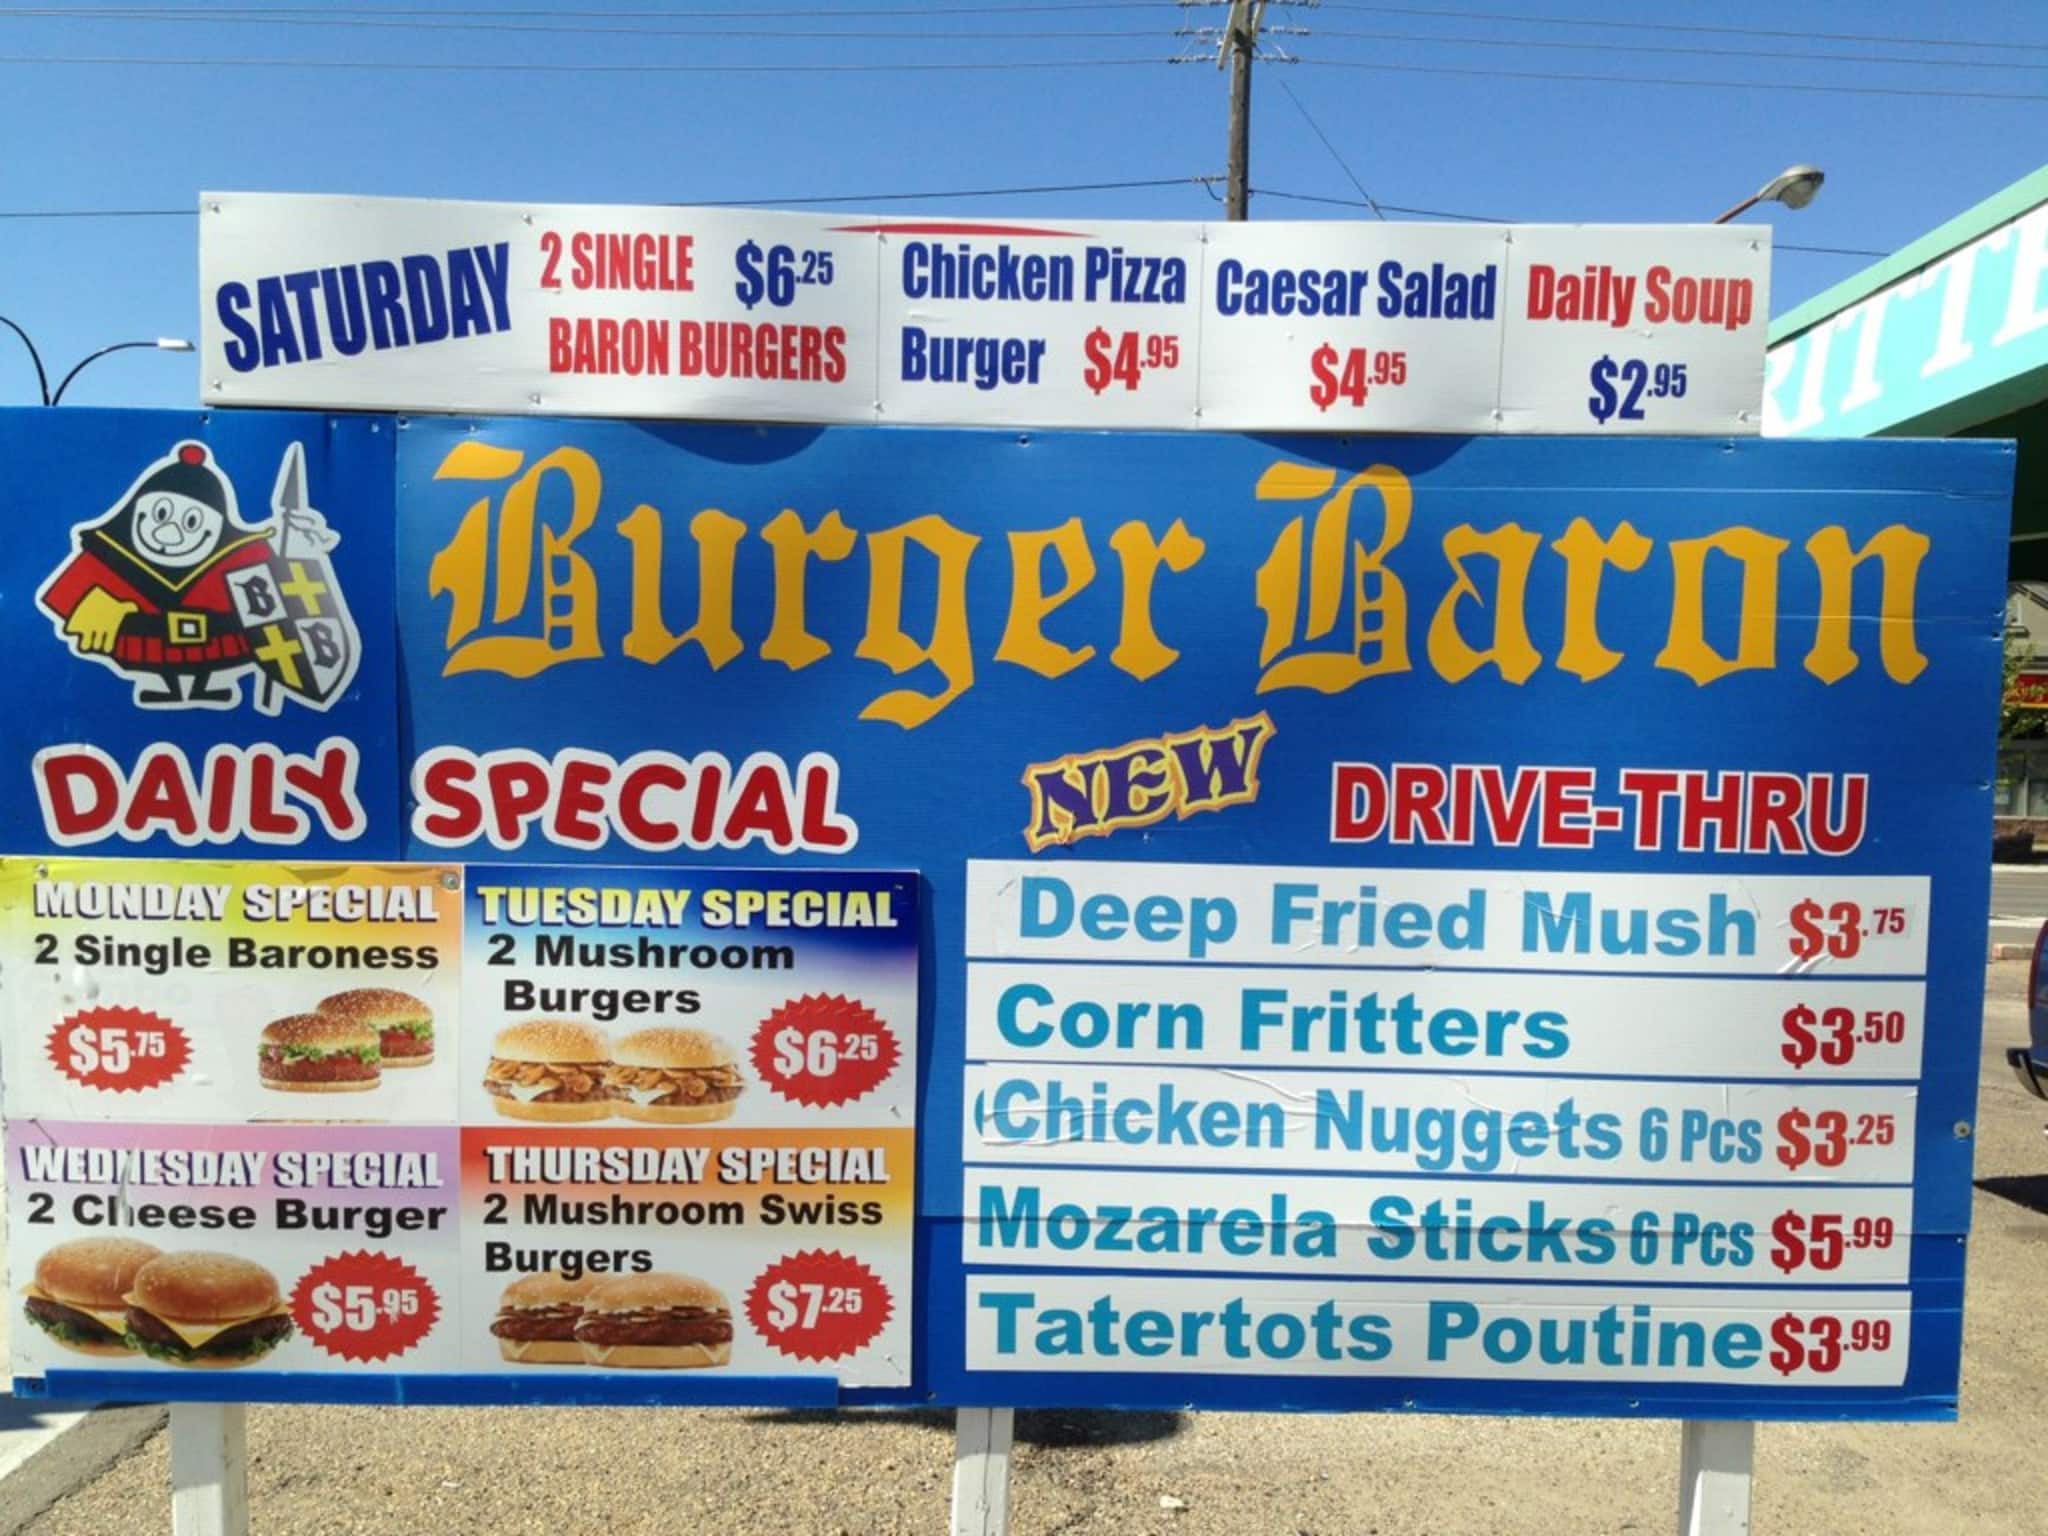 SATURDAY
2 SINGLE $6.25
BARON BURGERS
Chicken Pizza
Burger $4.95
Caesar Salad
$4.95
Daily Soup
$2.95
B
B
Burger Baron
DAILY SPECIAL
NEW DRIVE-THRU
MONDAY SPECIAL
2 Single Baroness
$5.75
TUESDAY SPECIAL
2 Mushroom
Burgers
$6.25
WEDNESDAY SPECIAL
2 Cheese Burger
$5.95
THURSDAY SPECIAL
2 Mushroom Swiss
Burgers
$7.25
Deep Fried Mush $3.75
Corn Fritters $3.50
Chicken Nuggets 6 Pcs $3.25
Mozarela Sticks 6 Pcs $5.99
Tatertots Poutine $3.99